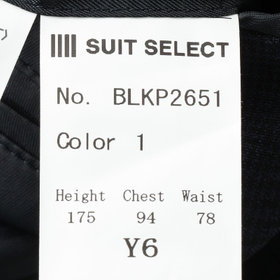 SUIT SELECT
No. BLKP2651
Color 1
Height Chest Waist
175 94 78
Y6